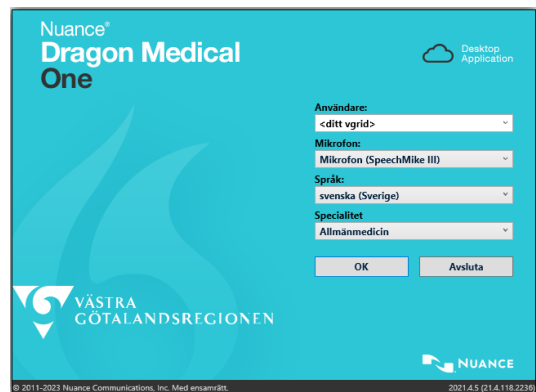 Nuance®
Dragon Medical
One
Desktop
Application
Användare:
<ditt vgrid>
Mikrofon:
Mikrofon (SpeechMike III)
Språk:
svenska (Sverige)
Specialitet
Allmänmedicin
OK
Avsluta
VÄSTRA
GÖTALANDSREGIONEN
NUANCE
© 2011-2023 Nuance Communications, Inc. Med ensamrätt.
2021.4.5 (21.4.118.2236)